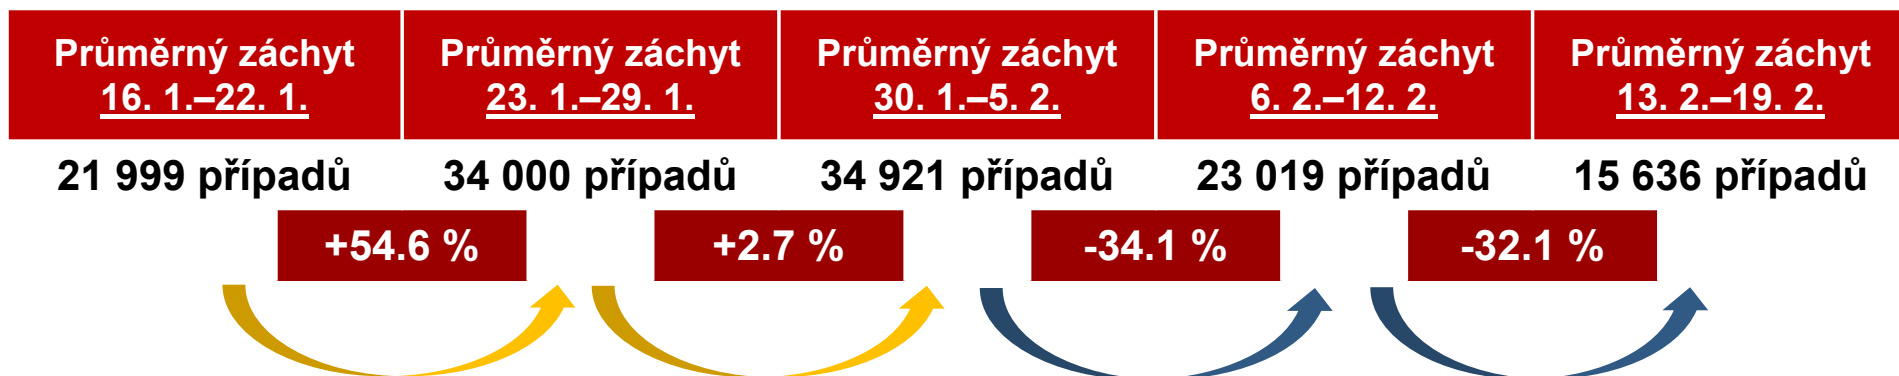 Průměrný záchyt
16. 1.–22. 1.
Průměrný záchyt
23. 1.–29. 1.
Průměrný záchyt
30. 1.–5. 2.
Průměrný záchyt
6. 2.–12. 2.
Průměrný záchyt
13. 2.–19. 2.
21 999 případů
34 000 případů
34 921 případů
23 019 případů
15 636 případů
+54.6 %
+2.7 %
-34.1 %
-32.1 %